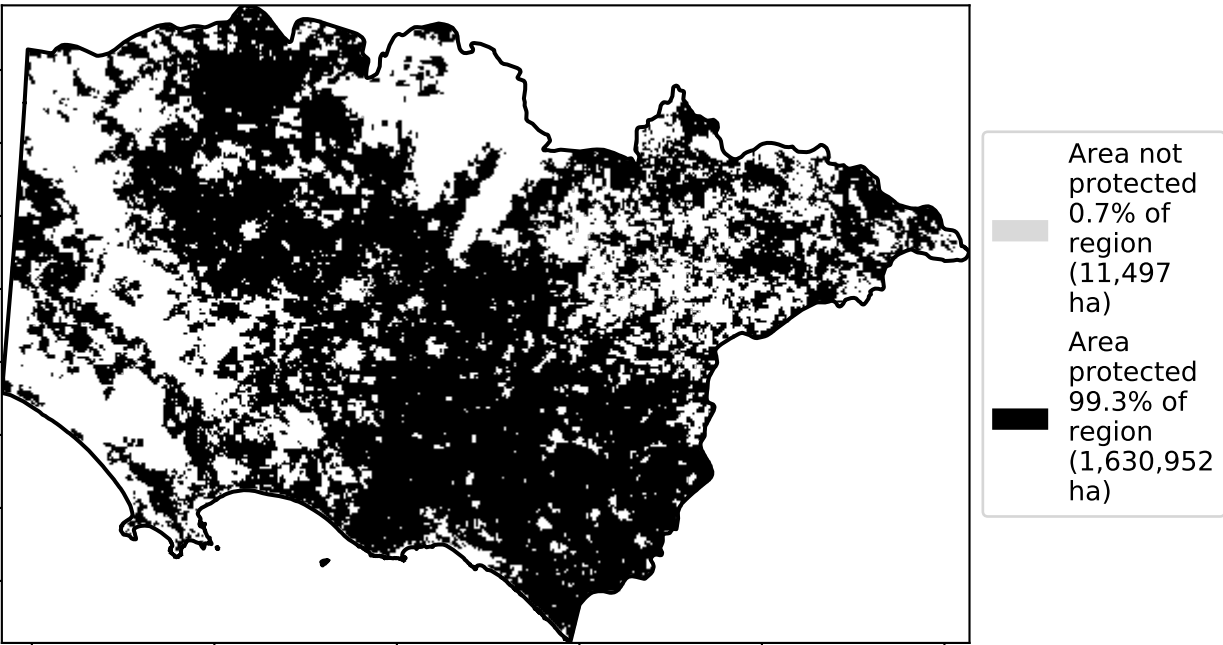 Area not
protected
0.7% of
region
(11,497
ha)
Area
protected
99.3% of
region
(1,630,952
ha)